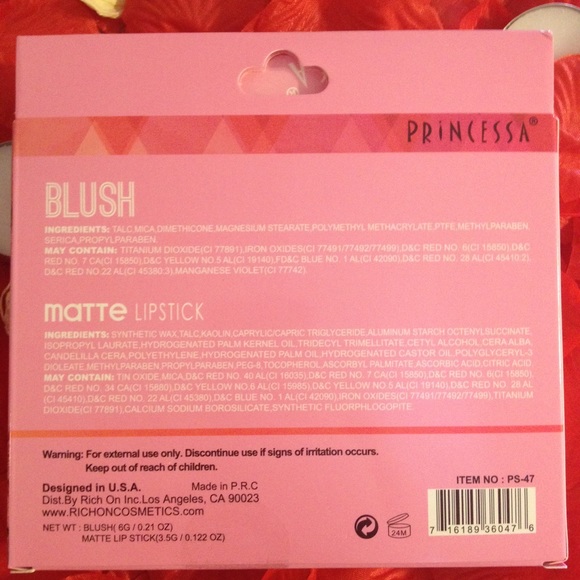 PRINCESSA®
BLUSH
INGREDIENTS: TALC,MICA,DIMETHICONE,MAGNESIUM STEARATE,POLYMETHYL METHACRYLATE,PTFE,METHYLPARABEN,
SERICA,PROPYLPARABEN.
MAY CONTAIN: TITANIUM DIOXIDE(CI 77891),IRON OXIDES(CI 77491/77492/77499),D&C RED NO. 6(CI 15850),D&C
RED NO. 7 CA(CI 15850),D&C YELLOW NO.5 AL(CI 19140),FD&C BLUE NO. 1 AL(CI 42090),D&C RED NO. 28 AL(CI 45410:2),
D&C RED NO.22 AL(CI 45380:3),MANGANESE VIOLET(CI 77742).
matte LIPSTICK
INGREDIENTS: SYNTHETIC WAX,TALC,KAOLIN,CAPRYLIC/CAPRIC TRIGLYCERIDE,ALUMINUM STARCH OCTENYLSUCCINATE,
ISOPROPYL LAURATE,HYDROGENATED PALM KERNEL OIL,TRIDECYL TRIMELLITATE,CETYL ALCOHOL,CERA ALBA,
CANDELILLA CERA,POLYETHYLENE,HYDROGENATED PALM OIL,HYDROGENATED CASTOR OIL,POLYGLYCERYL-3
DIOLEATE,METHYLPARABEN,PROPYLPARABEN,PEG-8,TOCOPHEROL,ASCORBYL PALMITATE,ASCORBIC ACID,CITRIC ACID
MAY CONTAIN: TIN OXIDE,MICA,D&C RED NO. 40 AL(CI 16035),D&C RED NO. 7 CA(CI 15850),D&C RED NO. 6(CI 15850)
D&C RED NO. 34 CA(CI 15880),D&C YELLOW NO.6 AL(CI 15985),D&C YELLOW NO.5 AL(CI 19140),D&C RED NO. 28 AL
(CI 45410),D&C RED NO. 22 AL(CI 45380),D&C BLUE NO. 1 AL(CI 42090),IRON OXIDES(CI 77491/77492/77499),TITANIUM
DIOXIDE(CI 77891),CALCIUM SODIUM BOROSILICATE,SYNTHETIC FLUORPHLOGOPITE
Warning: For external use only. Discontinue use if signs of irritation occurs.
Keep out of reach of children.
Designed in U.S.A. Made in P.R.C
Dist.By Rich On Inc.Los Angeles, CA 90023
www.RICHONCOSMETICS.com
NET WT : BLUSH( 6G / 0.21 OZ)
MATTE LIP STICK(3.5G / 0.122 OZ)
ITEM NO : PS-47
24M
7 16189 36047 6